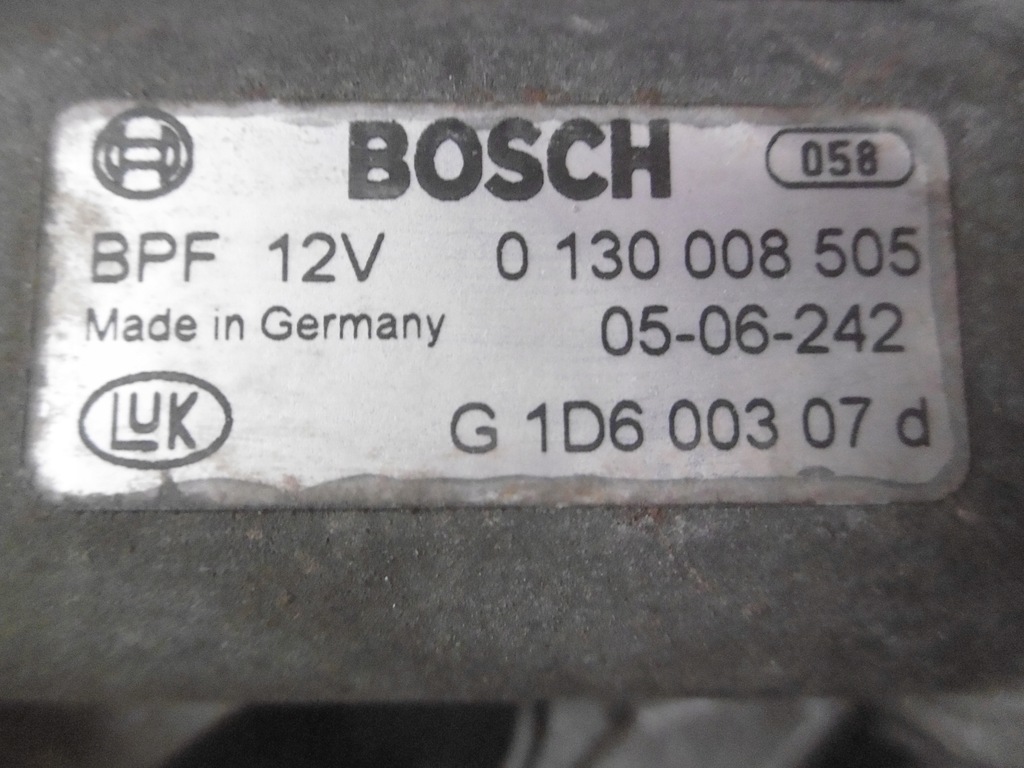 BOSCH 058
BPF 12V 0 130 008 505
Made in Germany 05-06-242
LUK G 1D6 003 07 d